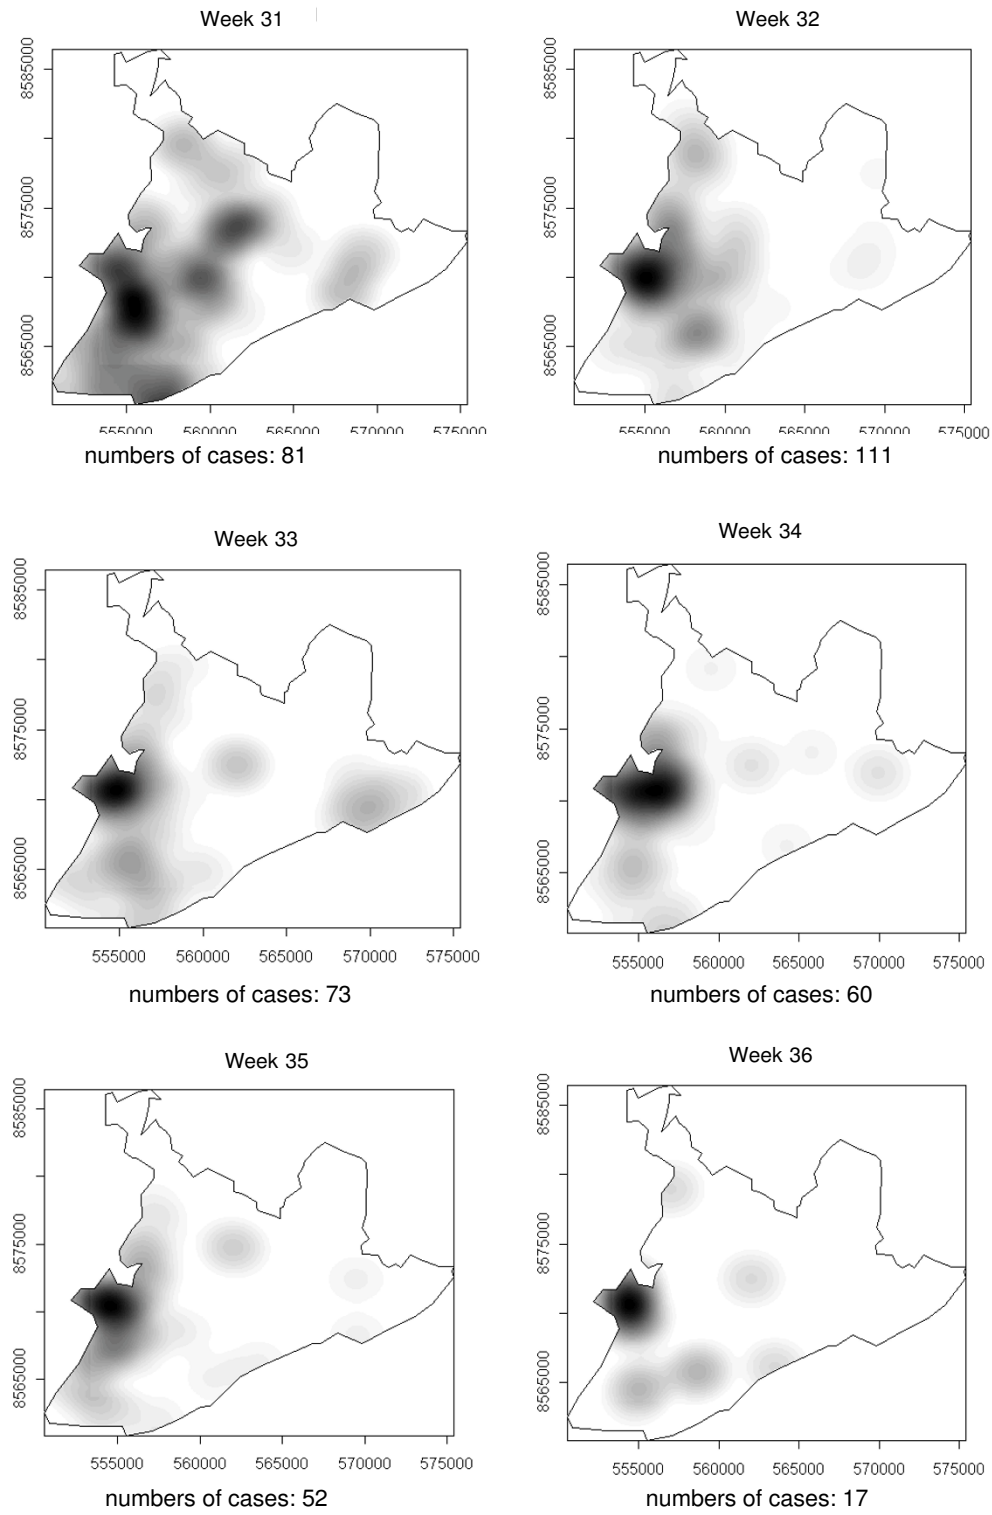 Week 31
Week 32
8585000
8575000
8565000
555000 560000 565000 570000 575000
8585000
8575000
8565000
555000 560000 565000 570000 575000
numbers of cases: 81
numbers of cases: 111
Week 33
Week 34
8585000
8575000
8565000
555000 560000 565000 570000 575000
8585000
8575000
8565000
555000 560000 565000 570000 575000
numbers of cases: 73
numbers of cases: 60
Week 35
Week 36
8585000
8575000
8565000
555000 560000 565000 570000 575000
8585000
8575000
8565000
555000 560000 565000 570000 575000
numbers of cases: 52
numbers of cases: 17